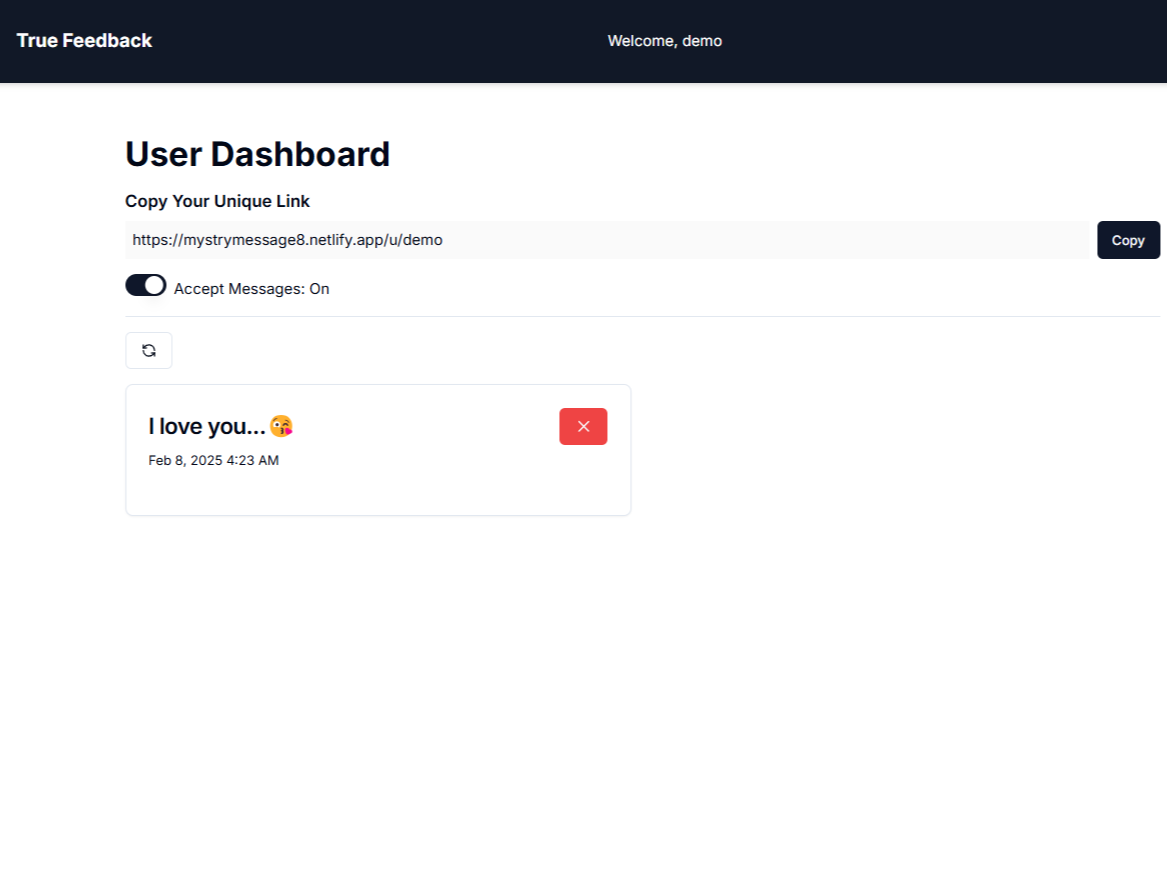 True Feedback
Welcome, demo
User Dashboard
Copy Your Unique Link
https://mystrymessage8.netlify.app/u/demo
Copy
Accept Messages: On
I love you...😘
Feb 8, 2025 4:23 AM